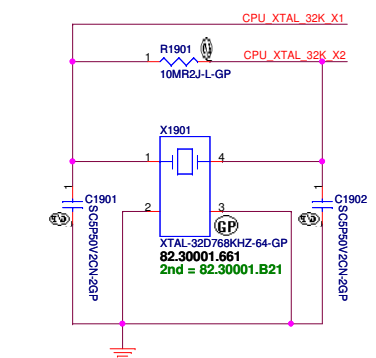 CPU_XTAL_32K_X1
R1901
1
CPU_XTAL_32K_X2
10MR2J-L-GP
X1901
1
4
1
C1901
SC5P50V2CN-2GP
2
3
GP
1
C1902
SC5P50V2CN-2GP
XTAL-32D768KHZ-64-GP
82.30001.661
2nd = 82.30001.B21